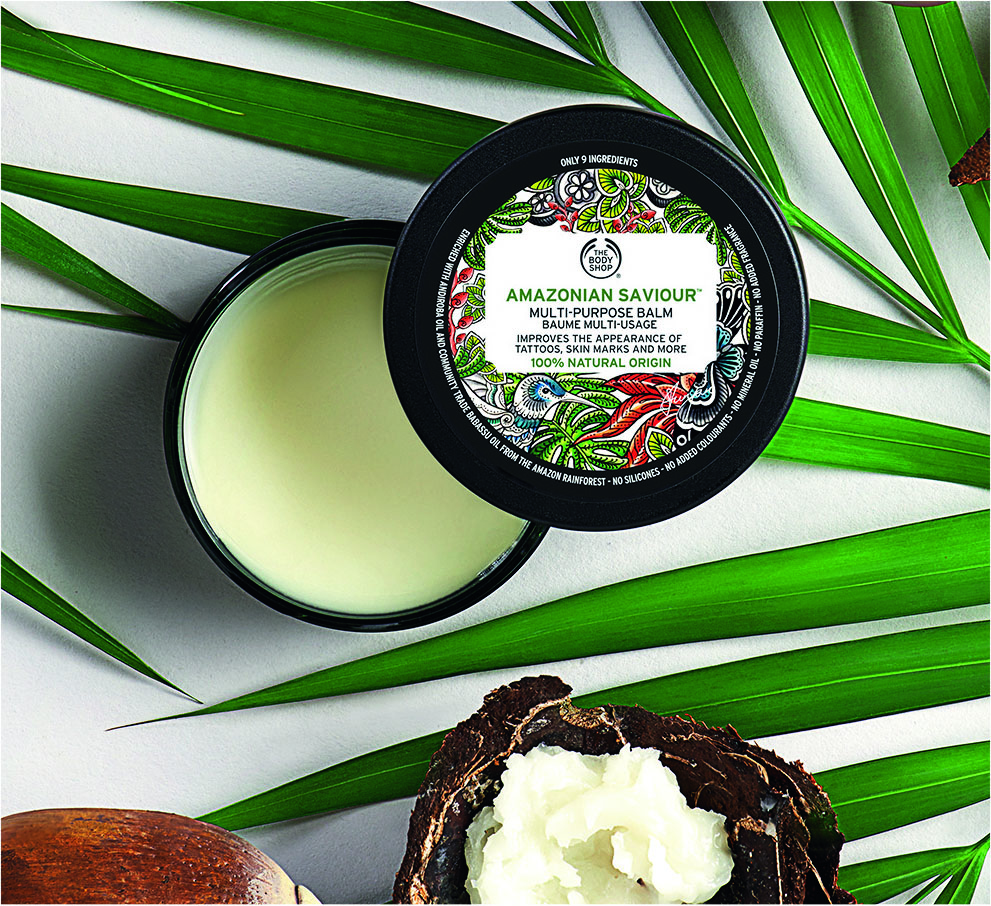 ONLY 9 INGREDIENTS
THE
BODY
SHOP
®
AMAZONIAN SAVIOUR™
MULTI-PURPOSE BALM
BAUME MULTI-USAGE
IMPROVES THE APPEARANCE OF
TATTOOS, SKIN MARKS AND MORE
100% NATURAL ORIGIN
ENRICHED WITH ANDIROBA OIL AND COMMUNITY TRADE BABASSU OIL FROM THE AMAZON RAINFOREST - NO SILICONES - NO ADDED COLOURANTS - NO MINERAL OIL - NO PARAFFIN - NO ADDED FRAGRANCE